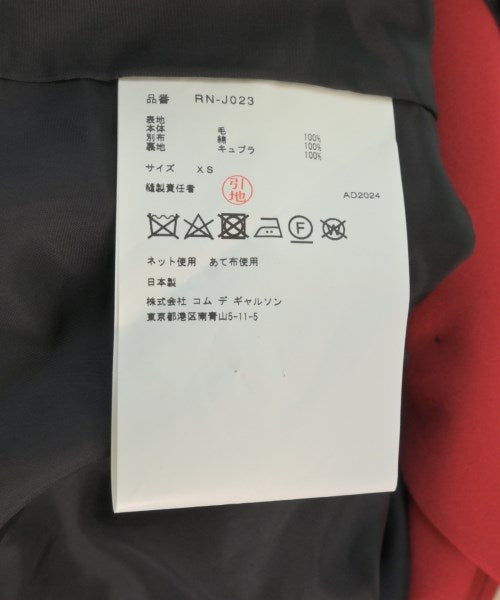 品番 RN-J023
表地
本体 毛 100%
別布 綿 100%
裏地 キュプラ 100%
サイズ XS
縫製責任者 引地
AD2024
F W
ネット使用 あて布使用
日本製
株式会社 コム デ ギャルソン
東京都港区南青山5-11-5